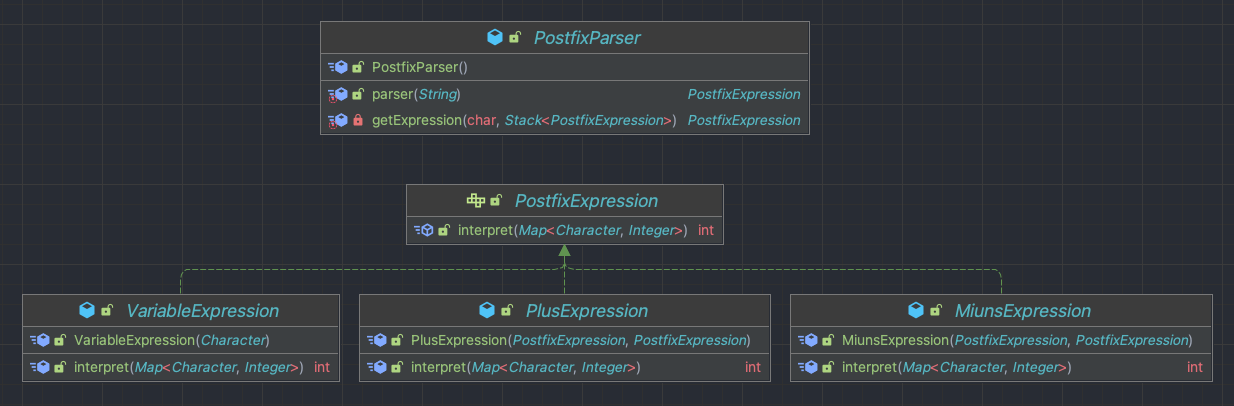 PostfixParser
PostfixParser()
parser(String) PostfixExpression
getExpression(char, Stack<PostfixExpression>) PostfixExpression
PostfixExpression
interpret(Map<Character, Integer>) int
VariableExpression
VariableExpression(Character)
interpret(Map<Character, Integer>) int
PlusExpression
PlusExpression(PostfixExpression, PostfixExpression)
interpret(Map<Character, Integer>) int
MiunsExpression
MiunsExpression(PostfixExpression, PostfixExpression)
interpret(Map<Character, Integer>) int